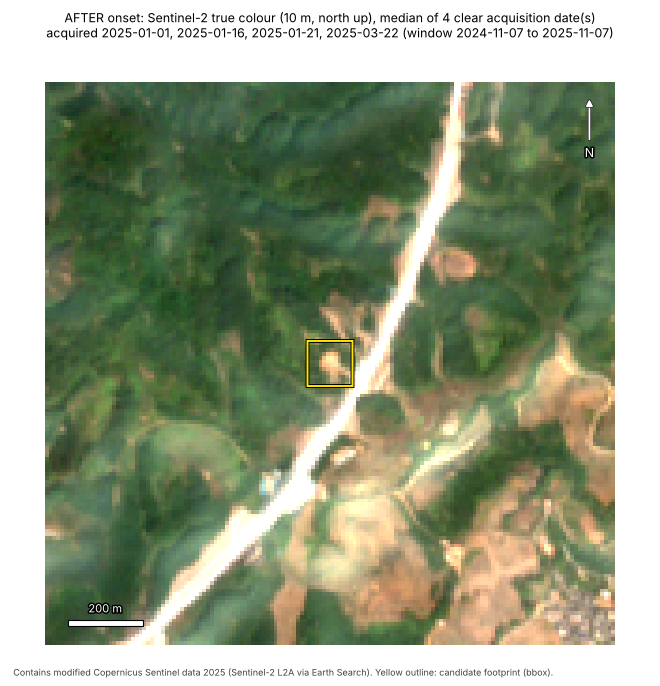 AFTER onset: Sentinel-2 true colour (10 m, north up), median of 4 clear acquisition date(s)
acquired 2025-01-01, 2025-01-16, 2025-01-21, 2025-03-22 (window 2024-11-07 to 2025-11-07)
N
200 m
Contains modified Copernicus Sentinel data 2025 (Sentinel-2 L2A via Earth Search). Yellow outline: candidate footprint (bbox).